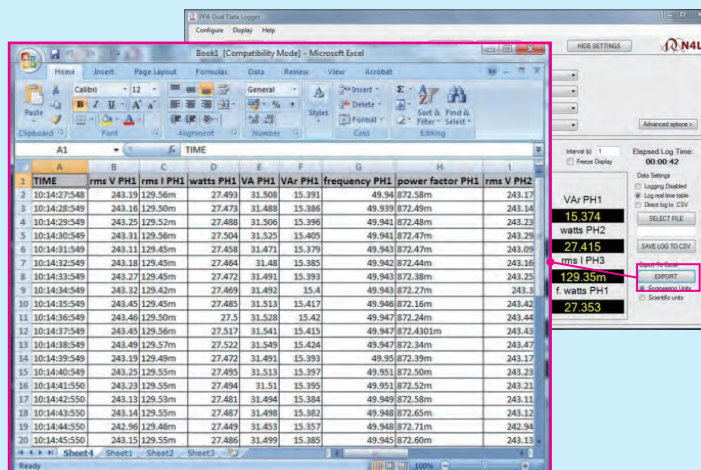 PPA Dual Data Logger
Configure Display Help
HIDE SETTINGS
N4L
Advanced options >
Interval (s) 1
Freeze Display
Elapsed Log Time:
00:00:42
Data Settings
Logging Disabled
Log real time table
Direct log to CSV
SELECT FILE
SAVE LOG TO CSV
Export To Excel
EXPORT
Engineering Units
Scientific units
VAr PH1
15.374
watts PH2
27.415
rms I PH3
129.35m
f. watts PH1
27.353
Book1 [Compatibility Mode] - Microsoft Excel
Home Insert Page Layout Formulas Data Review View Acrobat
Paste
Calibri 12
B I U
General
Styles
Insert
Delete
Format
Sort & Filter
Find & Select
Clipboard Font Alignment Number Cells Editing
A1 fx TIME
A B C D E F G H I
1 TIME rms V PH1 rms I PH1 watts PH1 VA PH1 VAr PH1 frequency PH1 power factor PH1 rms V PH2
2 10:14:27:548 243.19 129.56m 27.493 31.508 15.391 49.94 872.58m 243.17
3 10:14:28:549 243.16 129.50m 27.473 31.488 15.386 49.939 872.49m 243.14
4 10:14:29:549 243.25 129.52m 27.488 31.506 15.396 49.941 872.48m 243.23
5 10:14:30:549 243.31 129.56m 27.504 31.525 15.405 49.941 872.47m 243.29
6 10:14:31:549 243.11 129.45m 27.458 31.471 15.379 49.943 872.47m 243.09
7 10:14:32:549 243.18 129.45m 27.464 31.48 15.385 49.942 872.44m 243.16
8 10:14:33:549 243.27 129.45m 27.472 31.491 15.393 49.943 872.38m 243.25
9 10:14:34:549 243.32 129.42m 27.469 31.492 15.4 49.943 872.27m 243.3
10 10:14:35:549 243.45 129.45m 27.485 31.513 15.417 49.946 872.16m 243.42
11 10:14:36:549 243.46 129.50m 27.5 31.528 15.42 49.947 872.24m 243.44
12 10:14:37:549 243.45 129.56m 27.517 31.541 15.415 49.947 872.4301m 243.43
13 10:14:38:549 243.49 129.57m 27.522 31.549 15.424 49.947 872.34m 243.47
14 10:14:39:549 243.19 129.49m 27.472 31.491 15.393 49.95 872.39m 243.17
15 10:14:40:549 243.25 129.55m 27.495 31.513 15.397 49.951 872.50m 243.23
16 10:14:41:550 243.23 129.55m 27.494 31.51 15.395 49.951 872.52m 243.21
17 10:14:42:550 243.13 129.53m 27.481 31.494 15.384 49.949 872.58m 243.11
18 10:14:43:550 243.14 129.55m 27.487 31.498 15.382 49.948 872.65m 243.12
19 10:14:44:550 242.96 129.46m 27.449 31.453 15.357 49.948 872.71m 242.94
20 10:14:45:550 243.15 129.55m 27.486 31.499 15.385 49.945 872.60m 243.13
Sheet4 Sheet1 Sheet2 Sheet3
Ready 100%